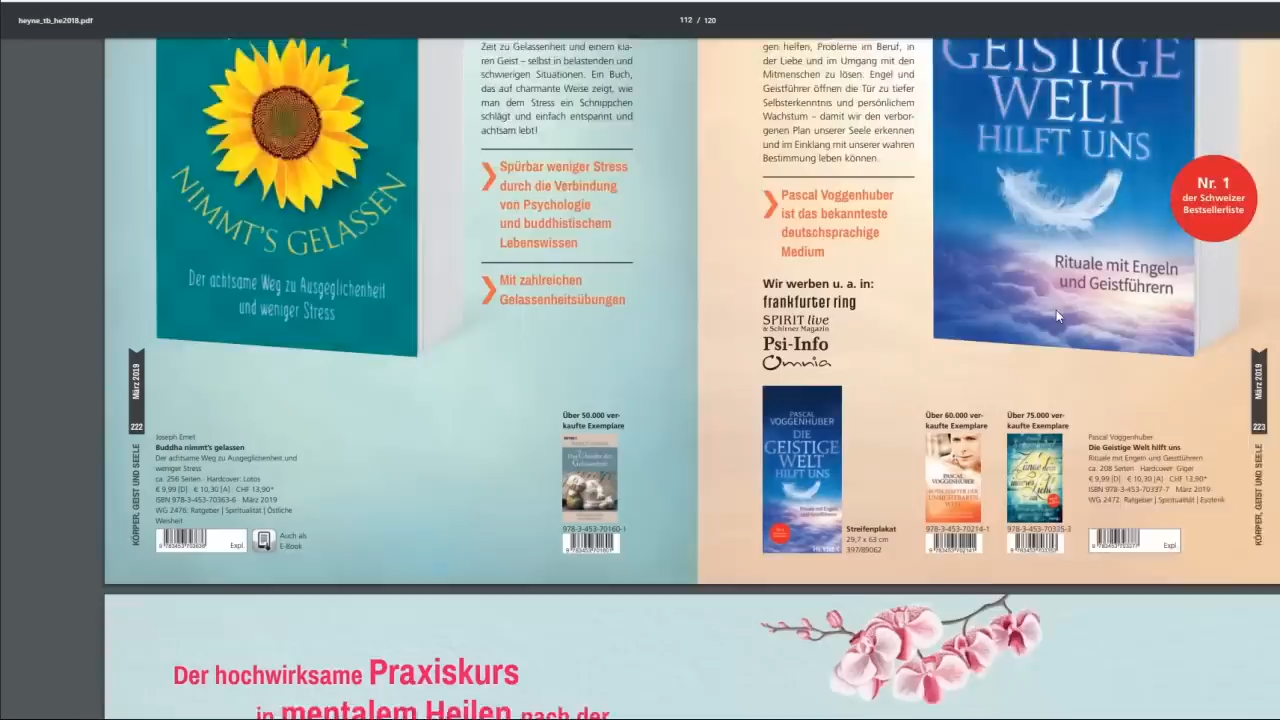 heyne_tb_he2018.pdf
112 / 120
NIMMT'S GELASSEN
Der achtsame Weg zu Ausgeglichenheit
und weniger Stress
Zeit zu Gelassenheit und einem kla-
ren Geist – selbst in belastenden und
schwierigen Situationen. Ein Buch,
das auf charmante Weise zeigt, wie
man dem Stress ein Schnippchen
schlägt und einfach entspannt und
achtsam lebt!
Spürbar weniger Stress
durch die Verbindung
von Psychologie
und buddhistischem
Lebenswissen
Mit zahlreichen
Gelassenheitsübungen
März 2019
222
KÖRPER, GEIST UND SEELE
Joseph Emet
Buddha nimmt's gelassen
Der achtsame Weg zu Ausgeglichenheit und
weniger Stress
ca. 256 Seiten · Hardcover: Lotos
€ 9,99 [D] · € 10,30 [A] · CHF 13,90*
ISBN 978-3-453-70363-6 · März 2019
WG 2476: Ratgeber | Spiritualität | Östliche
Weisheit
Expl.
Auch als
E-Book
Über 50.000 ver-
kaufte Exemplare
978-3-453-70160-1
gen helfen, Probleme im Beruf, in
der Liebe und im Umgang mit den
Mitmenschen zu lösen. Engel und
Geistführer öffnen die Tür zu tiefer
Selbsterkenntnis und persönlichem
Wachstum – damit wir den verbor-
genen Plan unserer Seele erkennen
und im Einklang mit unserer wahren
Bestimmung leben können.
Pascal Voggenhuber
ist das bekannteste
deutschsprachige
Medium
Wir werben u. a. in:
frankfurter ring
SPIRIT live
& Schirner Magazin
Psi-Info
Omnia
GEISTIGE
WELT
HILFT UNS
Rituale mit Engeln
und Geistführern
Nr. 1
der Schweizer
Bestsellerliste
PASCAL
VOGGENHUBER
DIE
GEISTIGE
WELT
HILFT UNS
HEYNE
Streifenplakat
29,7 x 63 cm
397/89062
Über 60.000 ver-
kaufte Exemplare
PASCAL
VOGGENHUBER
978-3-453-70214-1
Über 75.000 ver-
kaufte Exemplare
978-3-453-70335-3
Pascal Voggenhuber
Die Geistige Welt hilft uns
Rituale mit Engeln und Geistführern
ca. 208 Seiten · Hardcover: Giger
€ 9,99 [D] · € 10,30 [A] · CHF 13,90*
ISBN 978-3-453-70337-7 · März 2019
WG 2472: Ratgeber | Spiritualität | Esoterik
Expl.
März 2019
223
KÖRPER, GEIST UND SEELE
Der hochwirksame Praxiskurs
in mentalem Heilen nach der